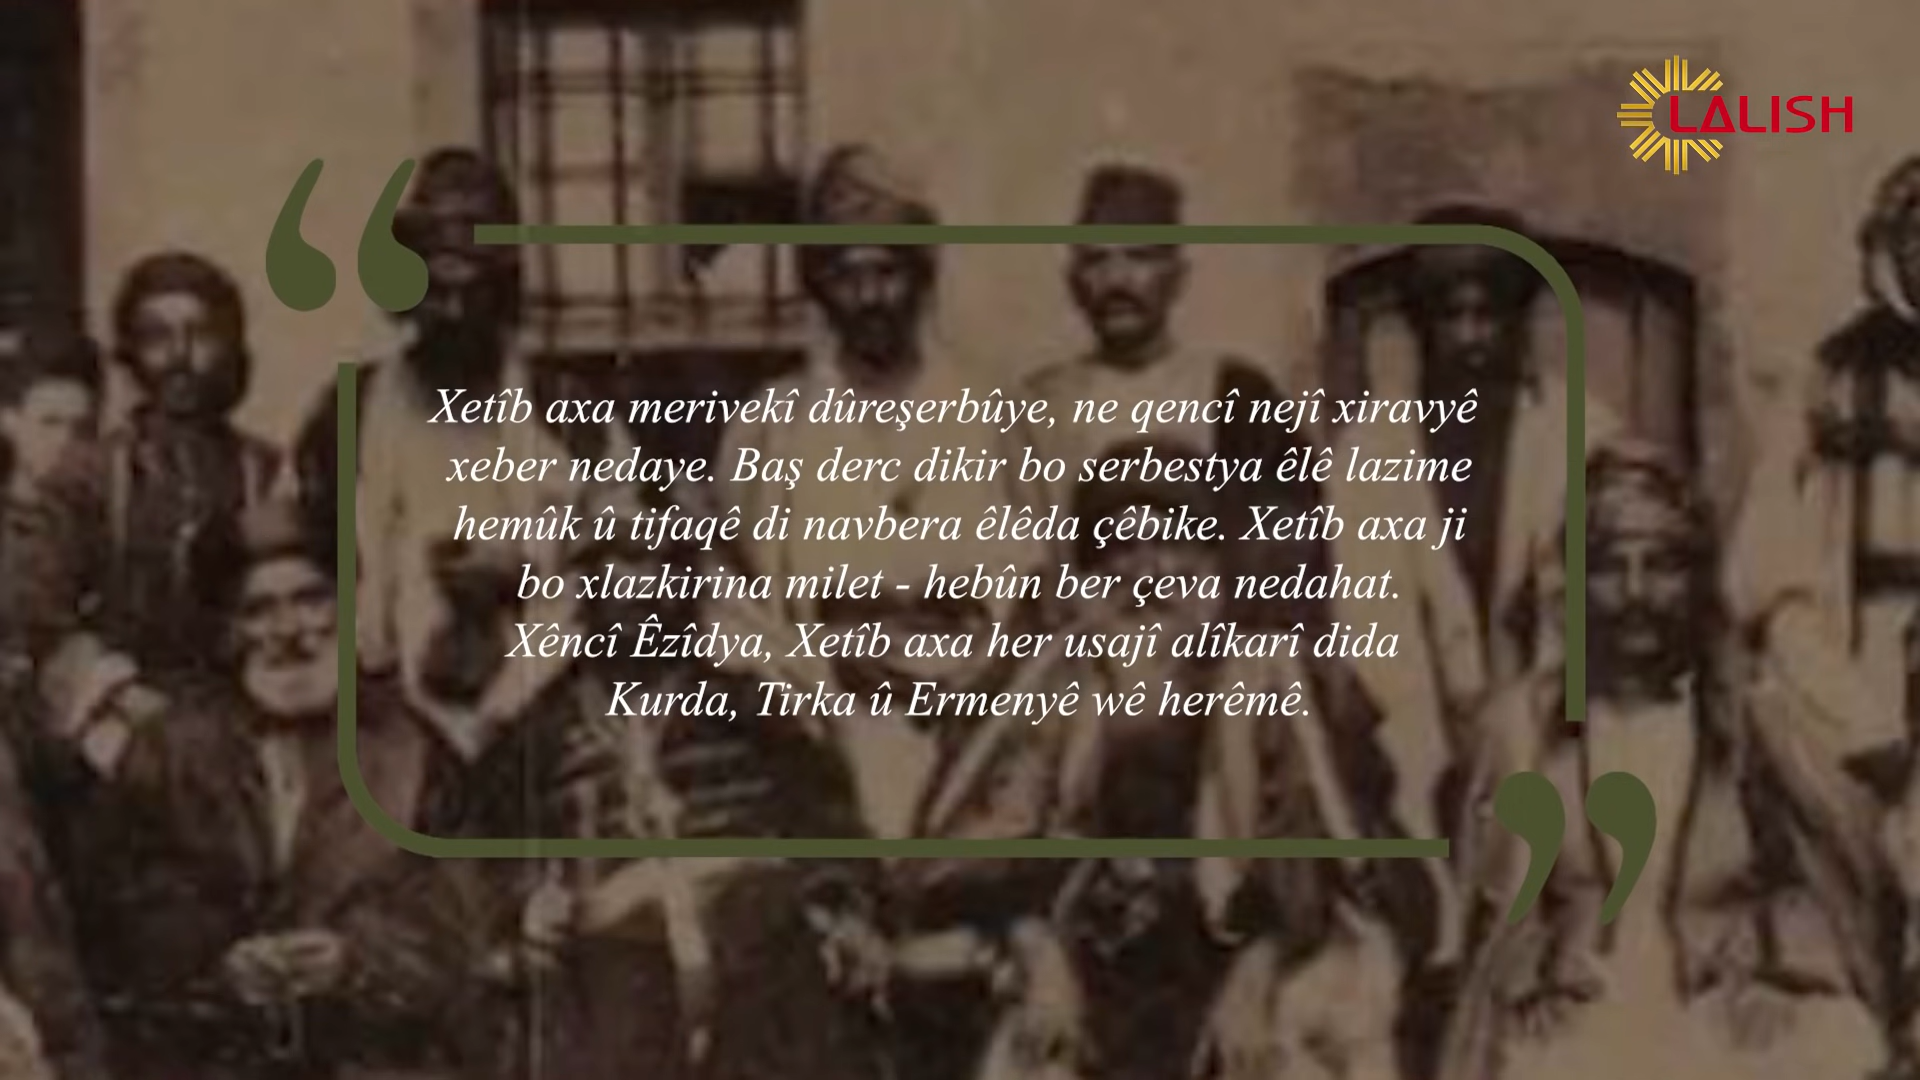 LALISH
Xetîb axa merivekî dûreşerbûye, ne qencî nejî xiravyê
xeber nedaye. Baş derc dikir bo serbestya êlê lazime
hemûk û tifaqê di navbera êlêda çêbike. Xetîb axa ji
bo xlazkirina milet - hebûn ber çeva nedahat.
Xêncî Êzîdya, Xetîb axa her usajî alîkarî dida
Kurda, Tirka û Ermenyê wê herêmê.